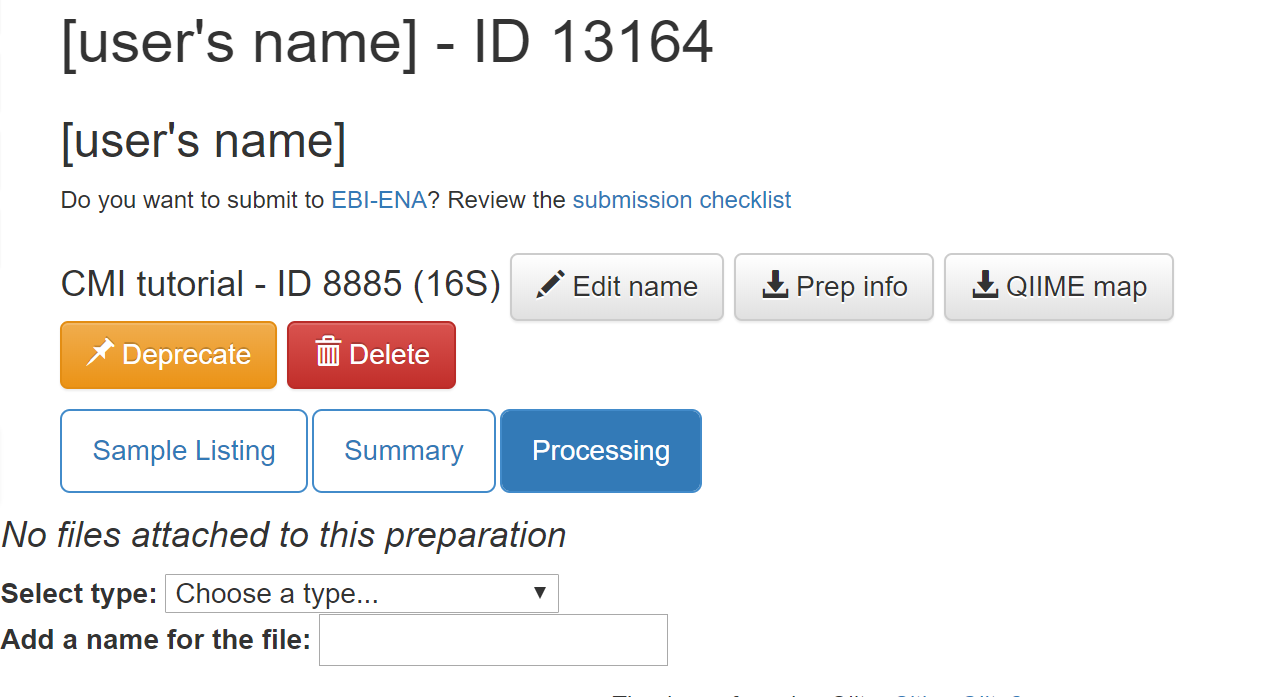 [user's name] - ID 13164
[user's name]
Do you want to submit to EBI-ENA? Review the submission checklist
CMI tutorial - ID 8885 (16S) Edit name Prep info QIIME map
Deprecate Delete
Sample Listing Summary Processing
No files attached to this preparation
Select type: Choose a type...
Add a name for the file: